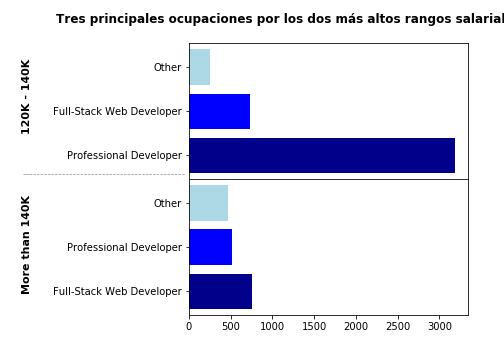 Tres principales ocupaciones por los dos más altos rangos salarial
120K - 140K
Other
Full-Stack Web Developer
Professional Developer
More than 140K
Other
Professional Developer
Full-Stack Web Developer
0 500 1000 1500 2000 2500 3000